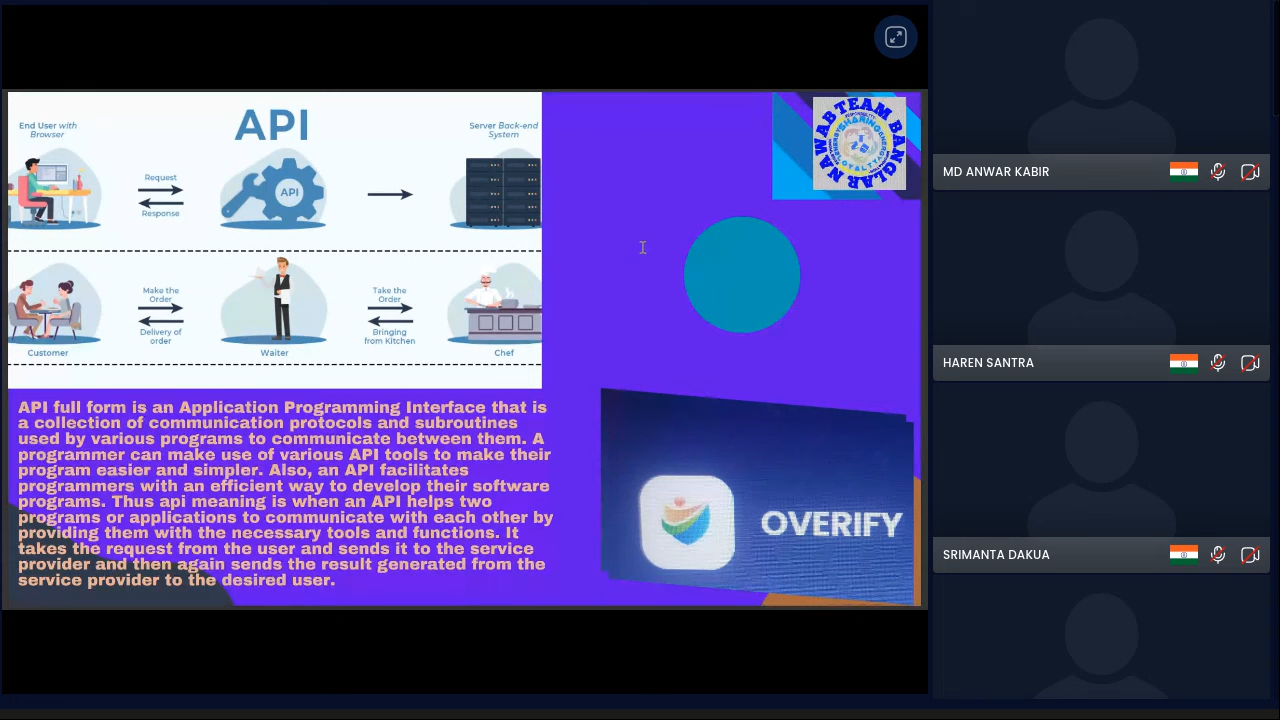 End User with
Browser
API
Server Back-end
System
Request
API
Response
Make the
Order
Take the
Order
Delivery of
order
Bringing
from Kitchen
Customer
Waiter
Chef
API full form is an Application Programming Interface that is
a collection of communication protocols and subroutines
used by various programs to communicate between them. A
programmer can make use of various API tools to make their
program easier and simpler. Also, an API facilitates
programmers with an efficient way to develop their software
programs. Thus api meaning is when an API helps two
programs or applications to communicate with each other by
providing them with the necessary tools and functions. It
takes the request from the user and sends it to the service
provider and then again sends the result generated from the
service provider to the desired user.
TEAM BANGLAR NAWAB
OVERIFY
MD ANWAR KABIR
HAREN SANTRA
SRIMANTA DAKUA